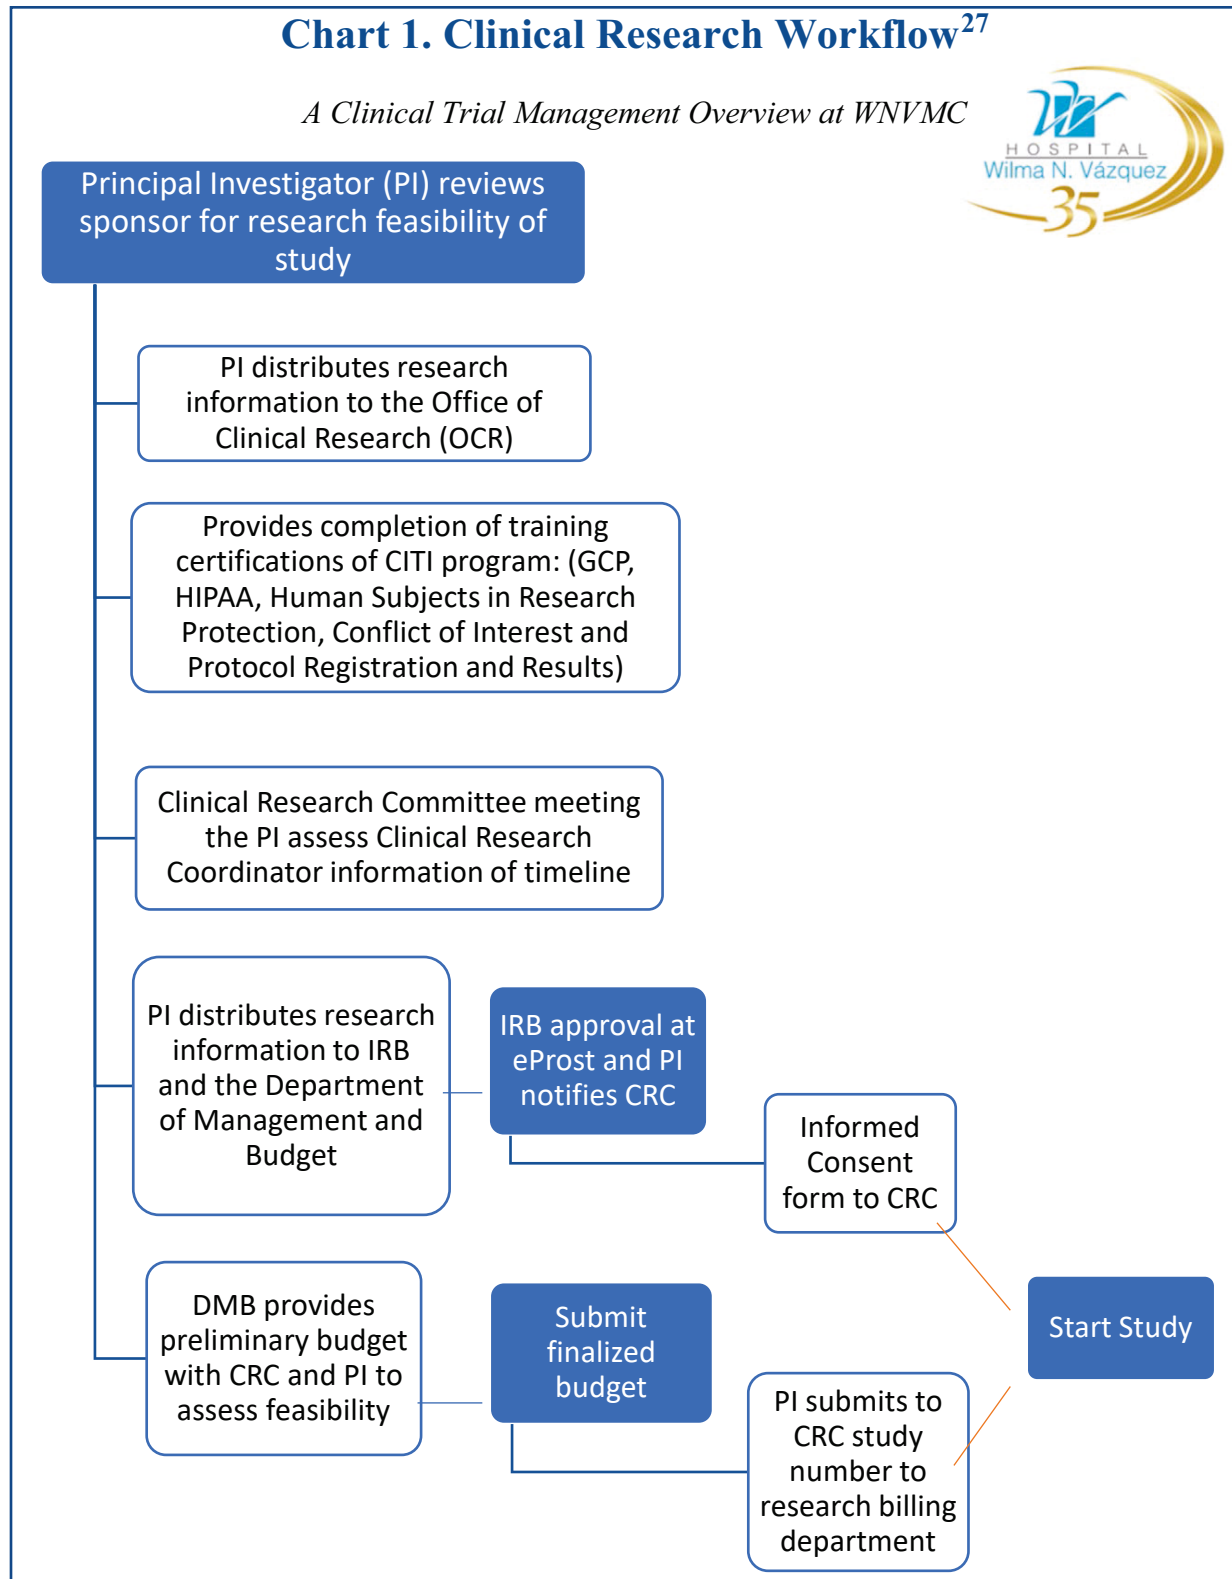 Chart 1. Clinical Research Workflow27
A Clinical Trial Management Overview at WNVMC
HOSPITAL
Wilma N. Vázquez
35
Principal Investigator (PI) reviews
sponsor for research feasibility of
study
PI distributes research
information to the Office of
Clinical Research (OCR)
Provides completion of training
certifications of CITI program: (GCP,
HIPAA, Human Subjects in Research
Protection, Conflict of Interest and
Protocol Registration and Results)
Clinical Research Committee meeting
the PI assess Clinical Research
Coordinator information of timeline
PI distributes research
information to IRB
and the Department
of Management and
Budget
IRB approval at
eProst and PI
notifies CRC
Informed
Consent
form to CRC
DMB provides
preliminary budget
with CRC and PI to
assess feasibility
Submit
finalized
budget
PI submits to
CRC study
number to
research billing
department
Start Study